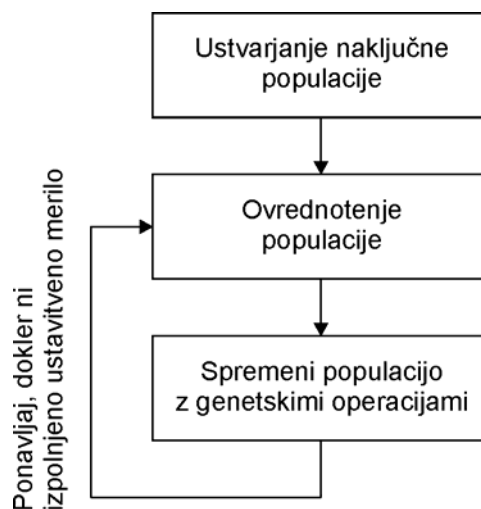 Ustvarjanje naključne
populacije
Ovrednotenje
populacije
Spremeni populacijo
z genetskimi operacijami
Ponavljaj, dokler ni
izpolnjeno ustavitveno merilo